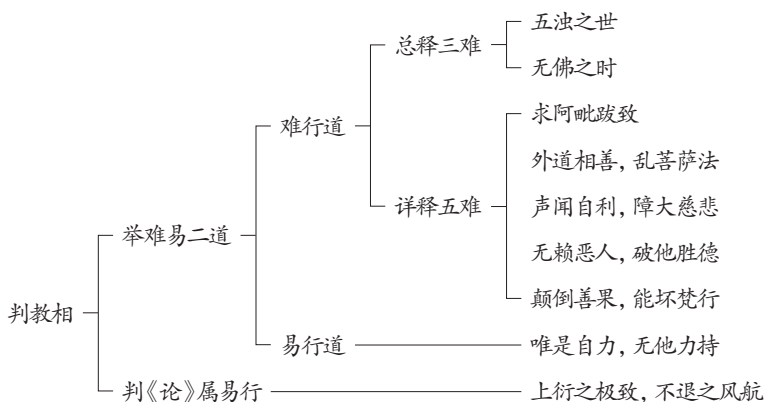 五浊之世
总释三难
无佛之时
难行道
求阿毗跋致
外道相善，乱菩萨法
详释五难
声闻自利，障大慈悲
举难易二道
无赖恶人，破他胜德
颠倒善果，能坏梵行
判教相
易行道
唯是自力，无他力持
判《论》属易行
上衍之极致，不退之风航